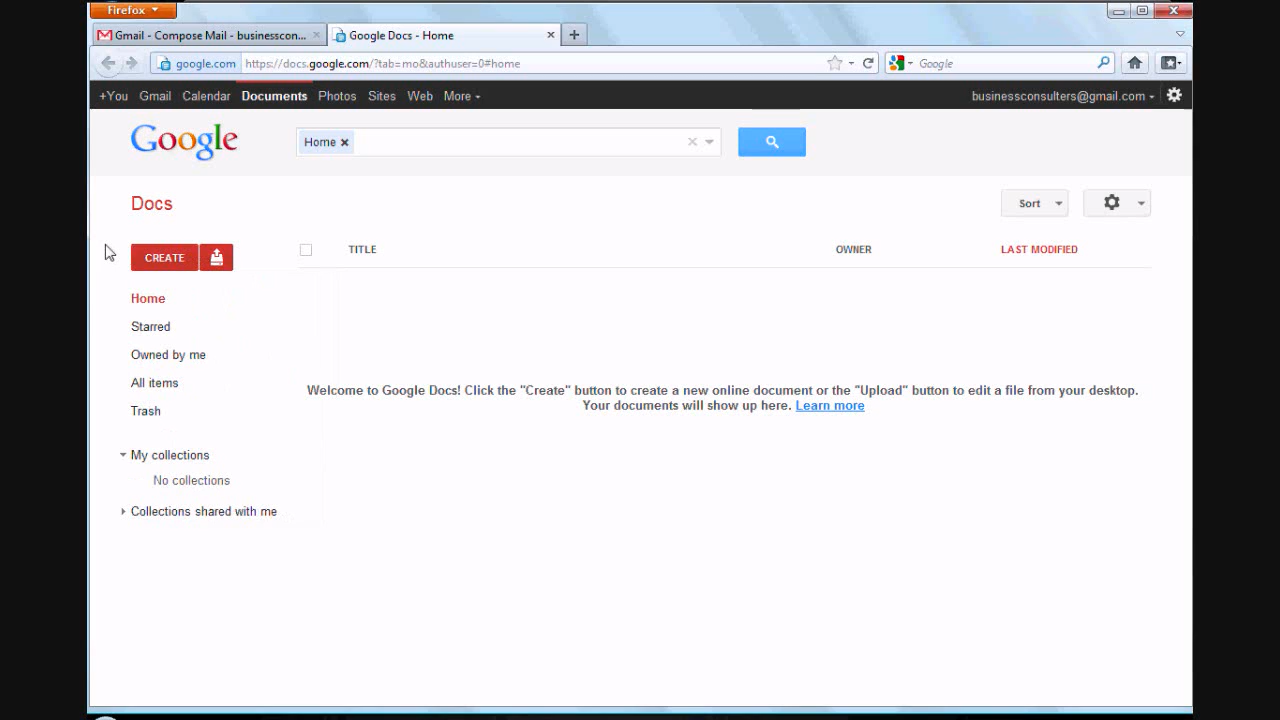 Firefox
Gmail - Compose Mail - businesscon...
Google Docs - Home
google.com
https://docs.google.com/?tab=mo&authuser=0#home
Google
+You Gmail Calendar Documents Photos Sites Web More
businessconsulters@gmail.com
Google
Home
Docs
Sort
CREATE
TITLE
OWNER
LAST MODIFIED
Home
Starred
Owned by me
All items
Trash
Welcome to Google Docs! Click the "Create" button to create a new online document or the "Upload" button to edit a file from your desktop.
Your documents will show up here. Learn more
My collections
No collections
Collections shared with me